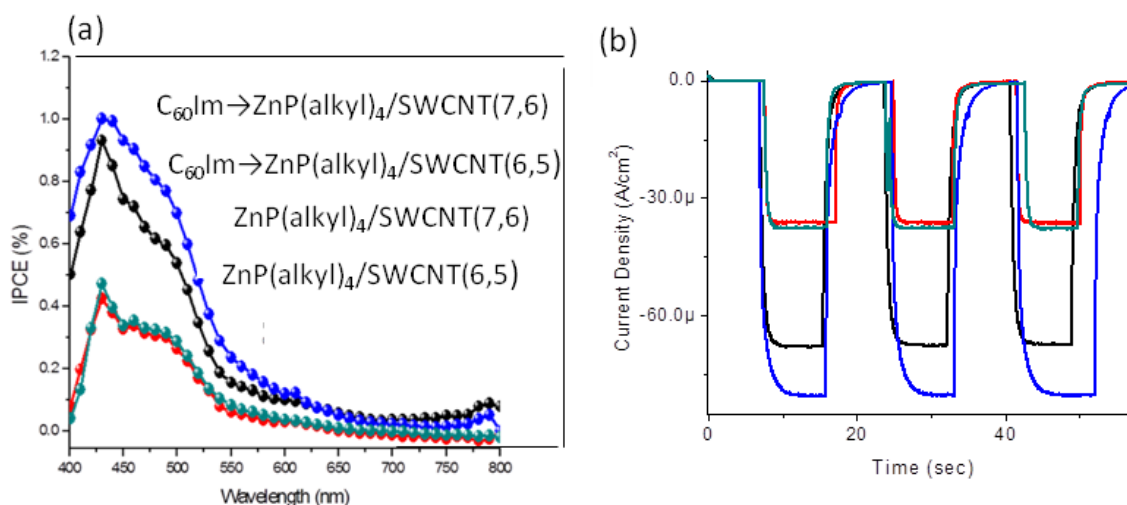 (a)
1.2
1.0
0.8
0.6
0.4
0.2
0.0
IPCE (%)
C₆₀Im→ZnP(alkyl)₄/SWCNT(7,6)
C₆₀Im→ZnP(alkyl)₄/SWCNT(6,5)
ZnP(alkyl)₄/SWCNT(7,6)
ZnP(alkyl)₄/SWCNT(6,5)
400 450 500 550 600 650 700 750 800
Wavelength (nm)
(b)
0.0
-30.0µ
-60.0µ
Current Density (A/cm²)
0 20 40
Time (sec)